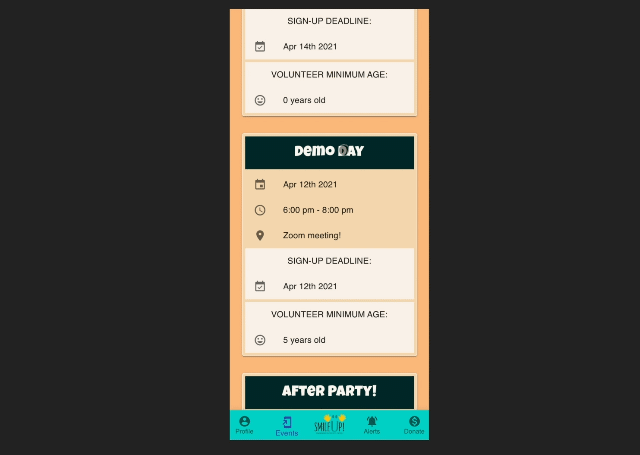 SIGN-UP DEADLINE:
Apr 14th 2021
VOLUNTEER MINIMUM AGE:
0 years old
Demo DAY
Apr 12th 2021
6:00 pm - 8:00 pm
Zoom meeting!
SIGN-UP DEADLINE:
Apr 12th 2021
VOLUNTEER MINIMUM AGE:
5 years old
AFTER PARTY!
Profile
Events
SMILEUP!
Alerts
Donate